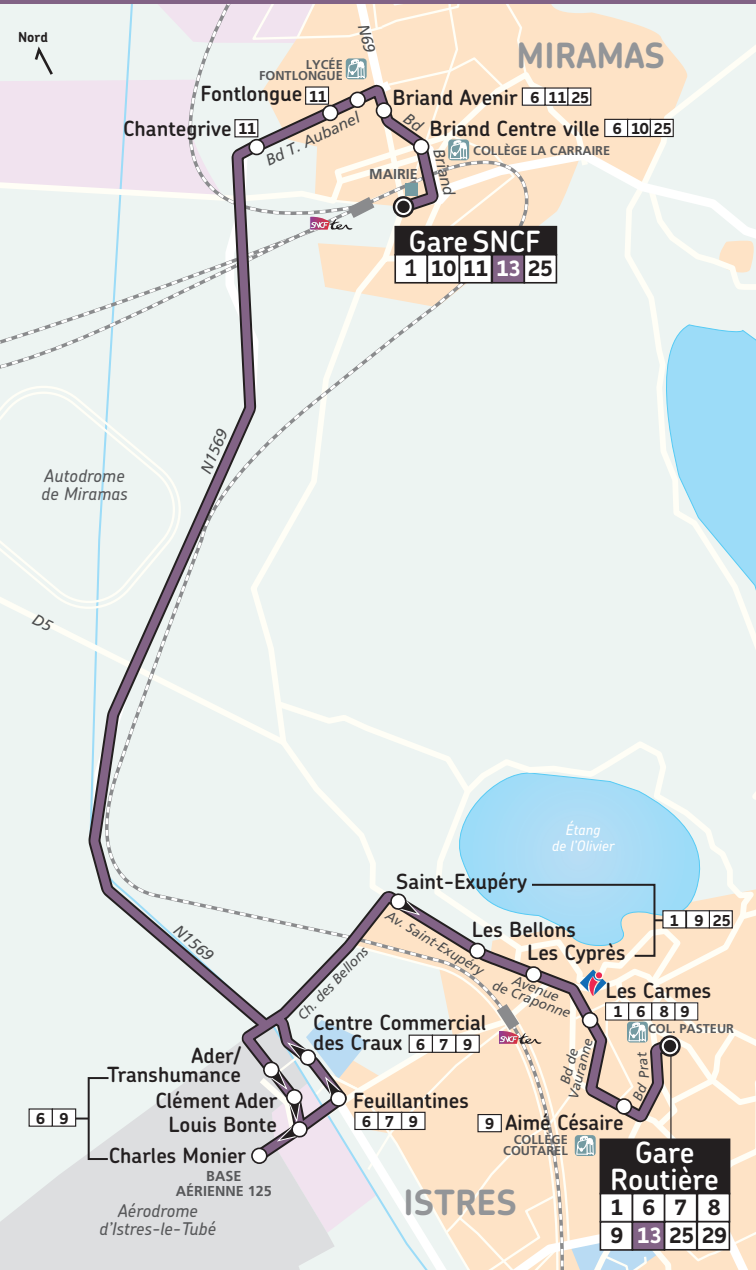 Nord
N69
MIRAMAS
LYCÉE
FONTLONGUE
Fontlongue 11
Briand Avenir 6 11 25
Chantegrive 11
Bd T. Aubanel
Bd Briand
Briand Centre ville 6 10 25
COLLÈGE LA CARRAIRE
MAIRIE
SNCF ter
Gare SNCF
1 10 11 13 25
N1569
Autodrome
de Miramas
D5
Étang
de l'Olivier
Saint-Exupéry
1 9 25
Av. Saint-Exupéry
Les Bellons
Les Cyprès
N1569
Ch. des Bellons
Avenue
de Craponne
Les Carmes
1 6 8 9
COL. PASTEUR
Centre Commercial
des Craux 6 7 9
SNCF ter
Bd de
Vauranne
Bd Prat
Ader/
Transhumance
Clément Ader
Louis Bonte
6 9
Feuillantines
6 7 9
9 Aimé Césaire
COLLÈGE
COUTAREL
Charles Monier
BASE
AÉRIENNE 125
Gare
Routière
1 6 7 8
9 13 25 29
ISTRES
Aérodrome
d'Istres-le-Tubé